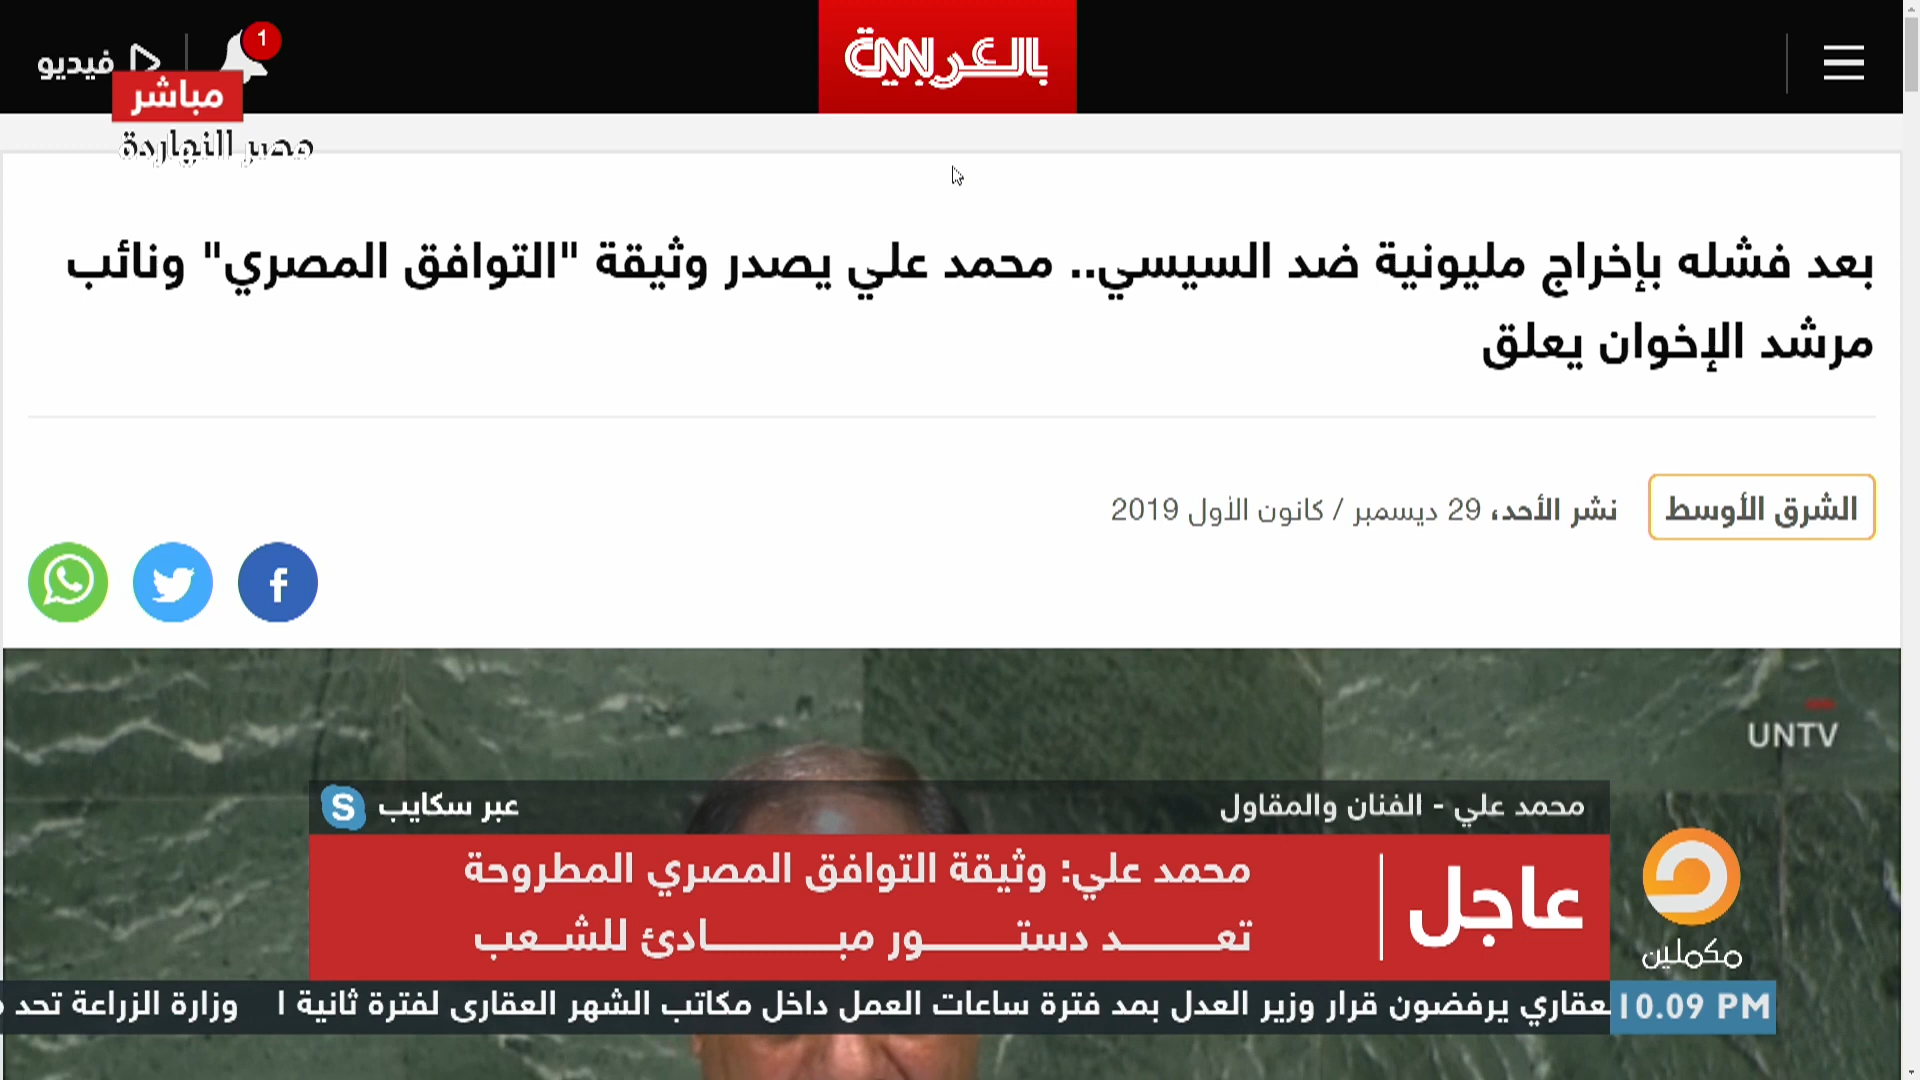 فيديو
1
بالعربية
مباشر
مصر النهاردة
بعد فشله بإخراج مليونية ضد السيسي.. محمد علي يصدر وثيقة "التوافق المصري" ونائب
مرشد الإخوان يعلق
الشرق الأوسط
نشر الأحد، 29 ديسمبر / كانون الأول 2019
UNTV
محمد علي - الفنان والمقاول
عبر سكايب
عاجل
محمد علي: وثيقة التوافق المصري المطروحة
تعـــــد دستـــــور مبـــــادئ للشـــعب
مكملين
يرفضون قرار وزير العدل بمد فترة ساعات العمل داخل مكاتب الشهر العقارى لفترة ثانية ا وزارة الزراعة تحد
10.09 PM